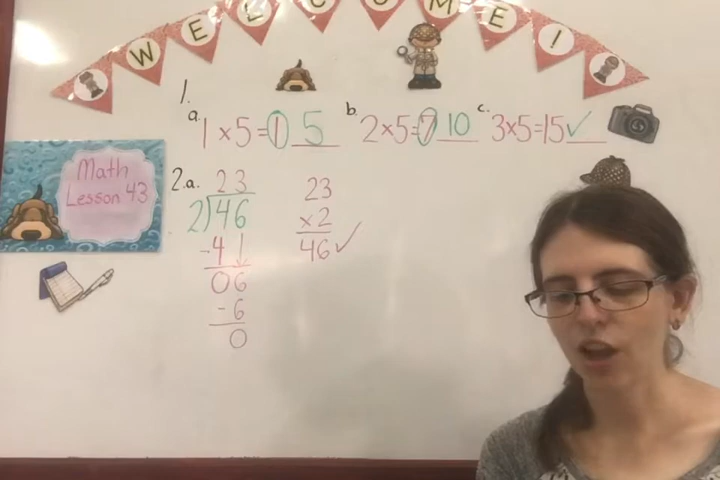 WELCOME!
1.
a. 1×5=1 5 b. 2×5=7 10 c. 3×5=15✓
Math
Lesson 43
2.a. 23
2)46
-4↓
06
-6
0
23
×2
46✓